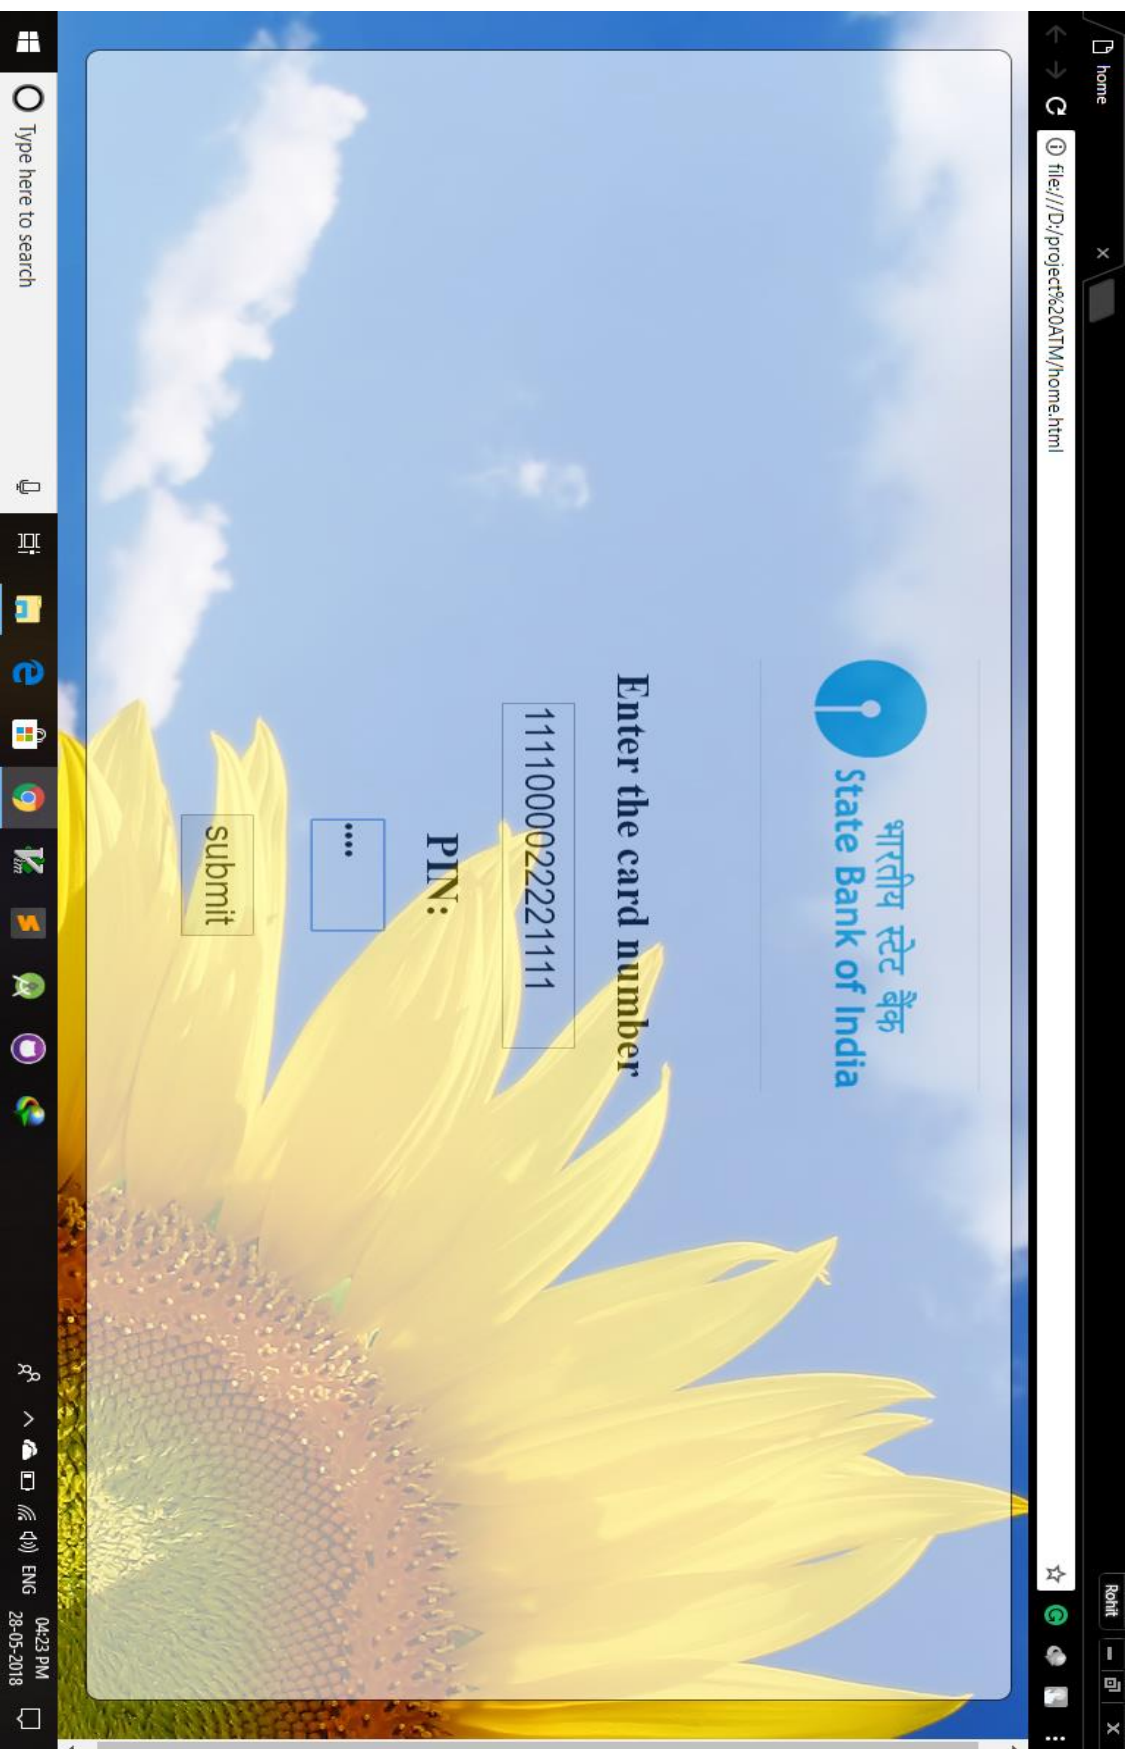 home
Rohit
file:///D:/project%20ATM/home.html
भारतीय स्टेट बैंक
State Bank of India
Enter the card number
1111000022221111
PIN:
••••
submit
Type here to search
ENG
04:23 PM
28-05-2018